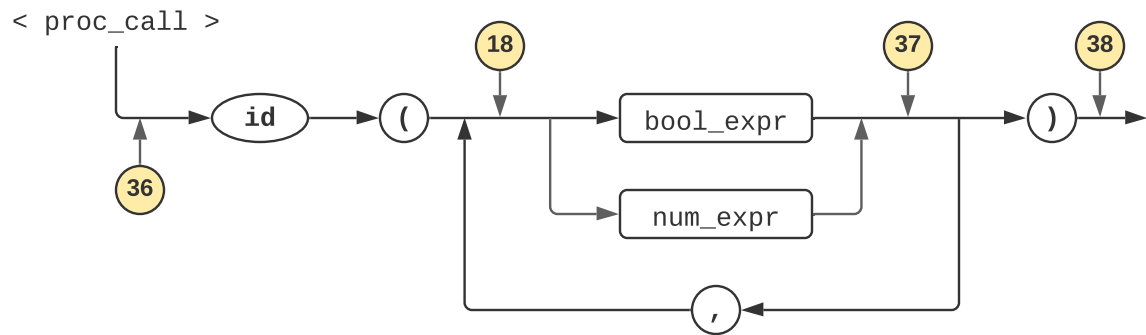 < proc_call >
18
37
38
id
(
bool_expr
)
36
num_expr
,